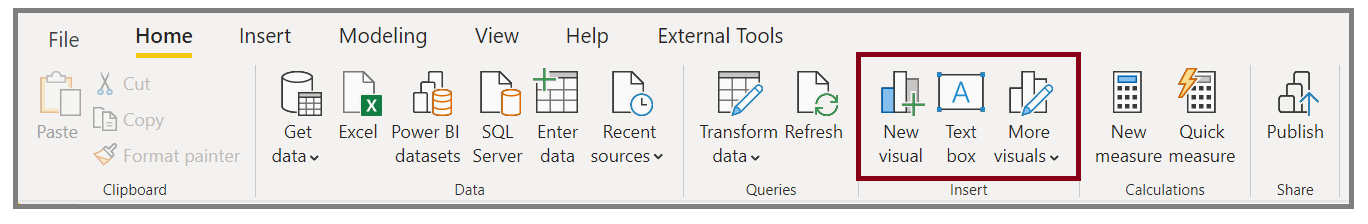 File Home Insert Modeling View Help External Tools
Paste
Cut
Copy
Format painter
Clipboard
Get
data
Excel
Power BI
datasets
SQL
Server
Enter
data
Recent
sources
Data
Transform
data
Refresh
Queries
New
visual
A
Text
box
More
visuals
Insert
New
measure
Quick
measure
Calculations
Publish
Share